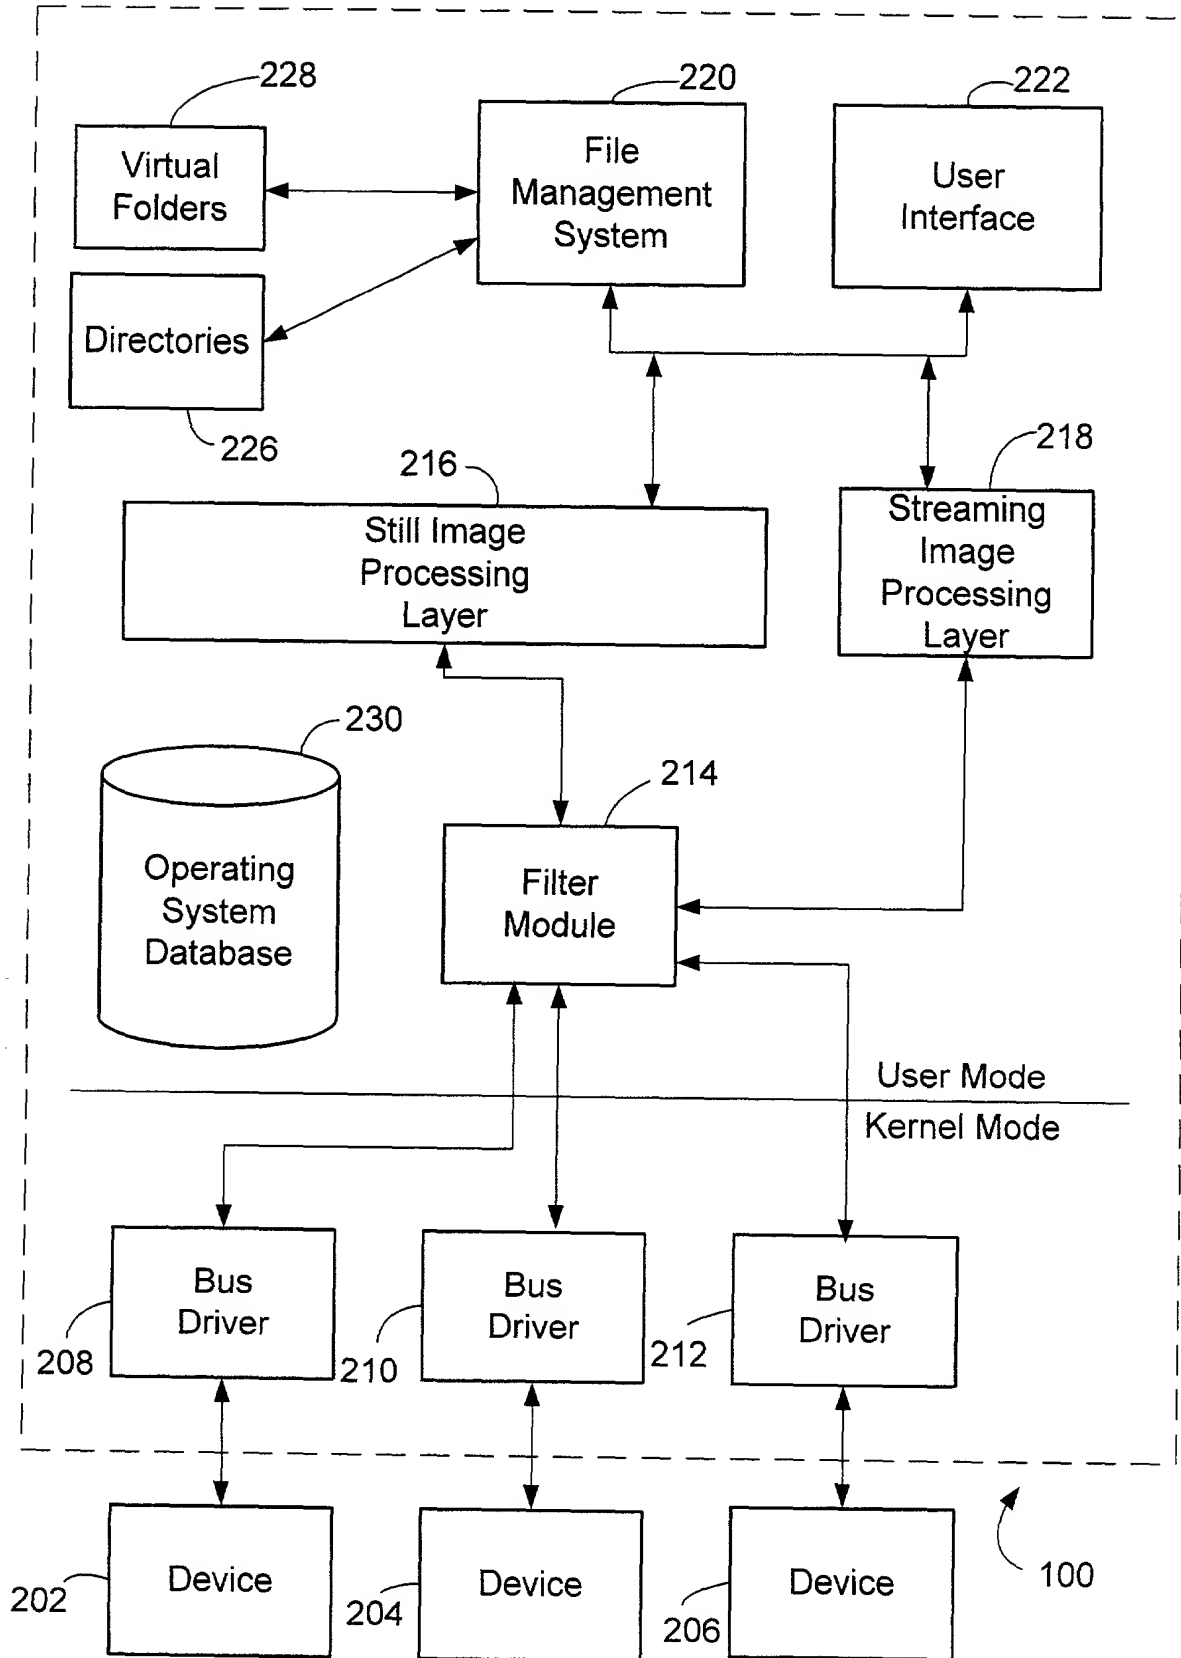 228
220
222
Virtual
Folders
File
Management
System
User
Interface
Directories
226
216
218
Still Image
Processing
Layer
Streaming
Image
Processing
Layer
230
214
Operating
System
Database
Filter
Module
User Mode
Kernel Mode
Bus
Driver
208
Bus
Driver
210
Bus
Driver
212
Device
202
Device
204
Device
206
100